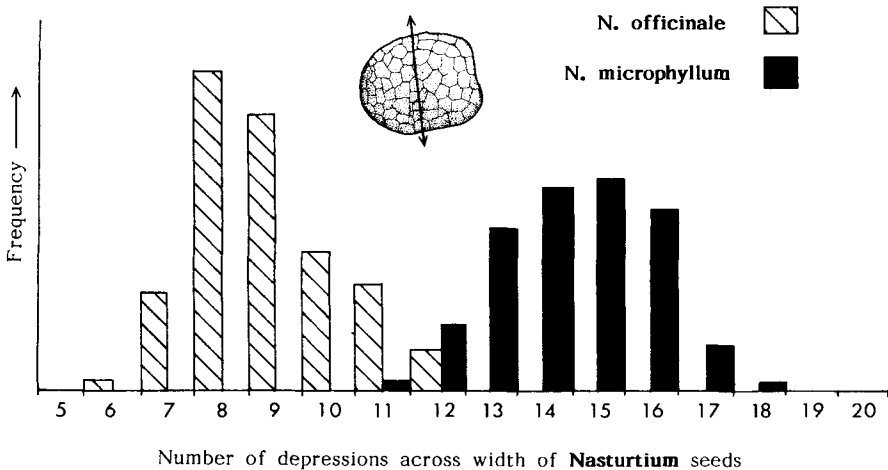 N. officinale
N. microphyllum
Frequency
5 6 7 8 9 10 11 12 13 14 15 16 17 18 19 20
Number of depressions across width of Nasturtium seeds